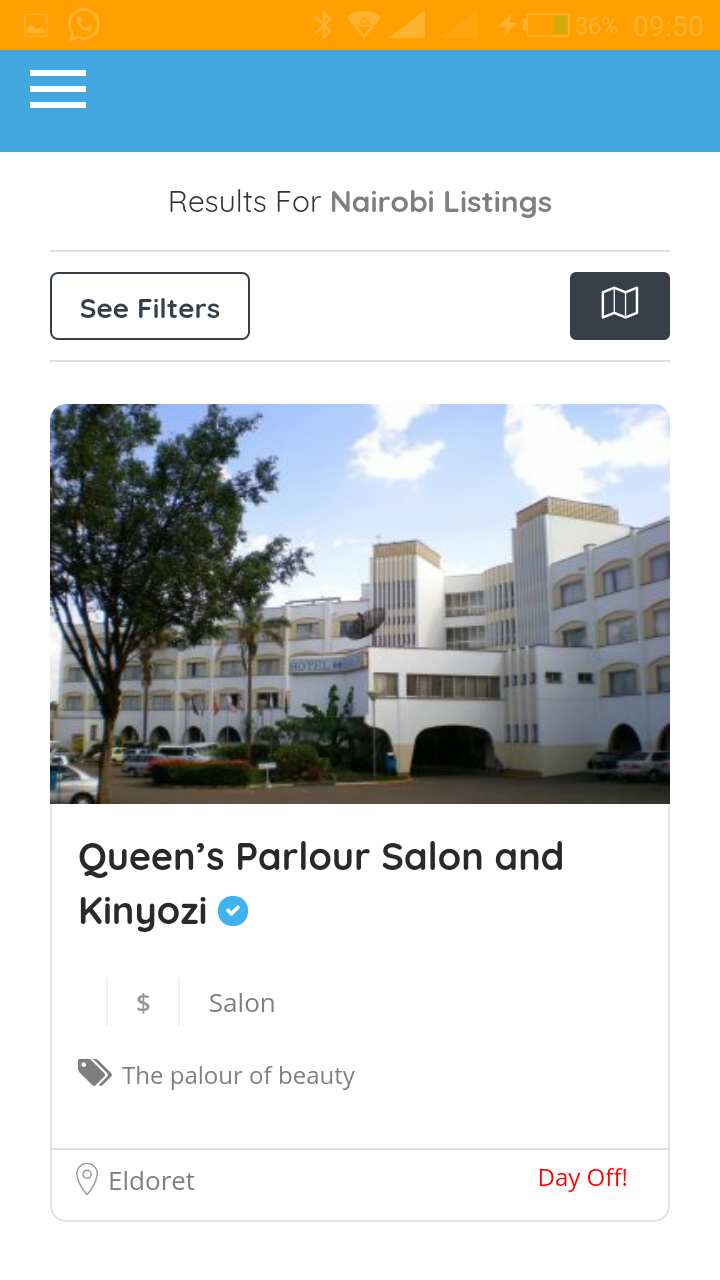 36% 09:50
Results For Nairobi Listings
See Filters
HOTEL
Queen’s Parlour Salon and
Kinyozi
$ Salon
The palour of beauty
Eldoret Day Off!